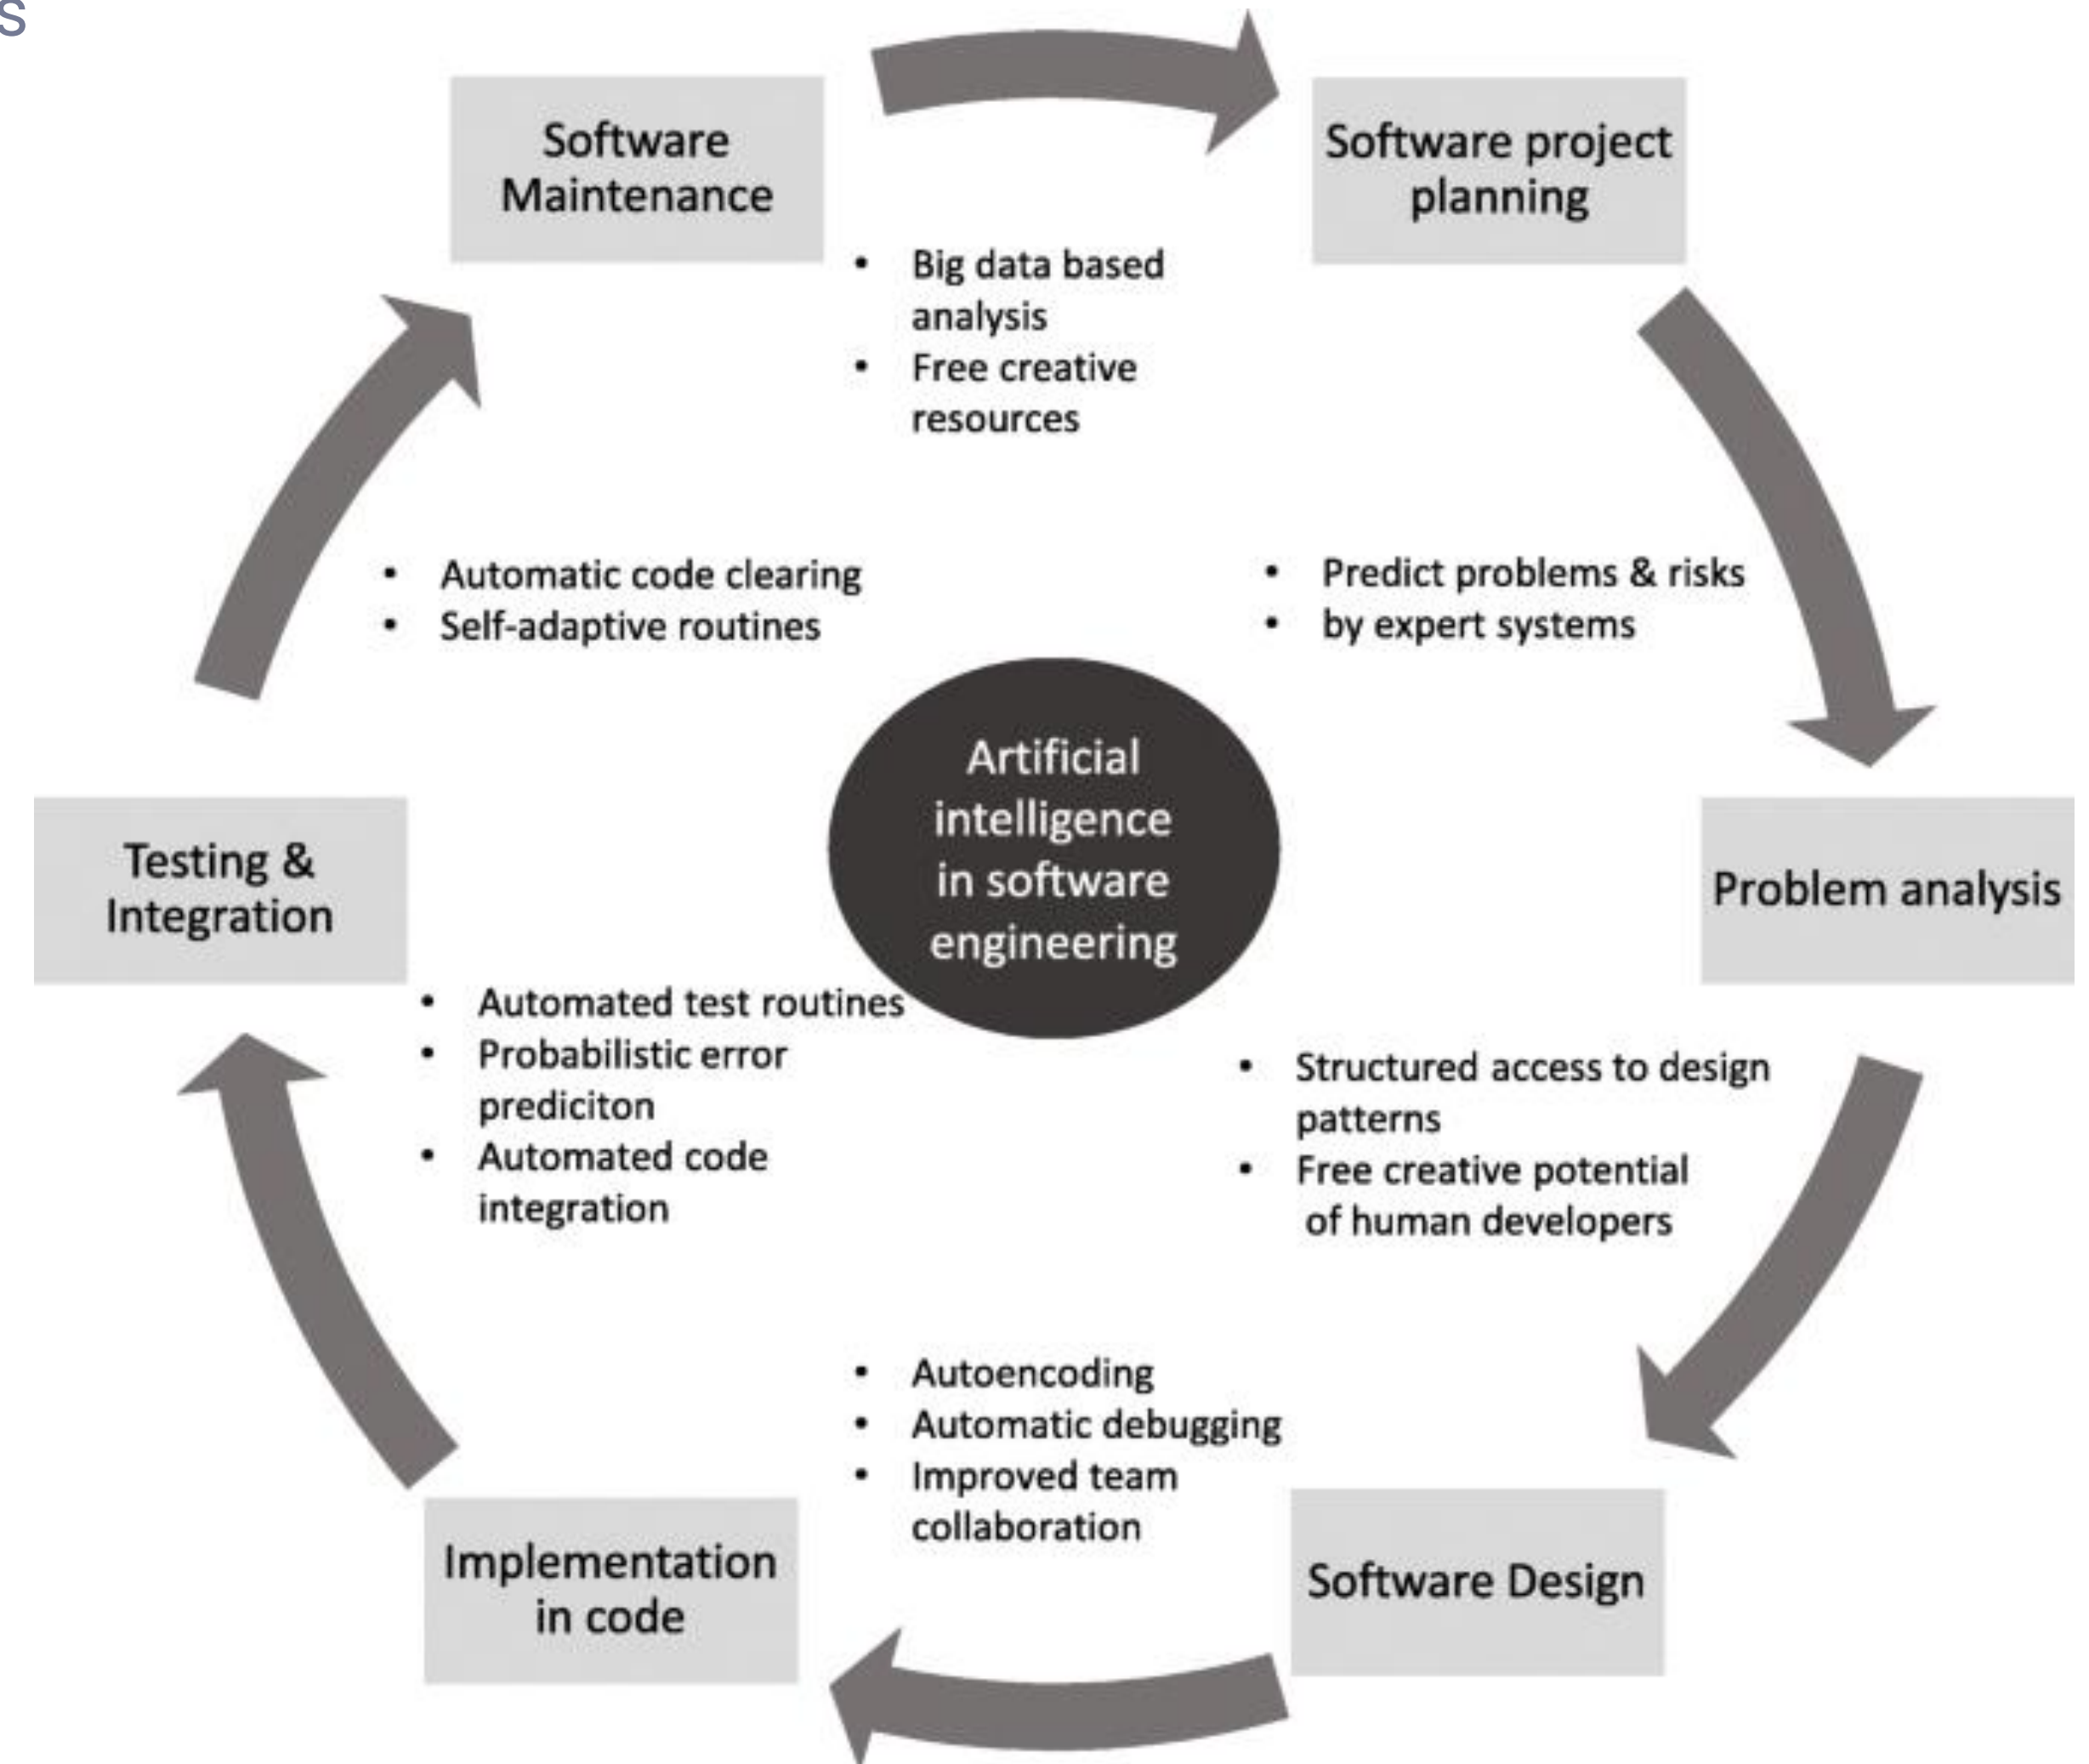 s
Software
Maintenance
Software project
planning
• Big data based
analysis
• Free creative
resources
• Automatic code clearing
• Self-adaptive routines
• Predict problems & risks
• by expert systems
Artificial
intelligence
in software
engineering
Testing &
Integration
Problem analysis
• Automated test routines
• Probabilistic error
prediciton
• Automated code
integration
• Structured access to design
patterns
• Free creative potential
of human developers
• Autoencoding
• Automatic debugging
• Improved team
collaboration
Implementation
in code
Software Design